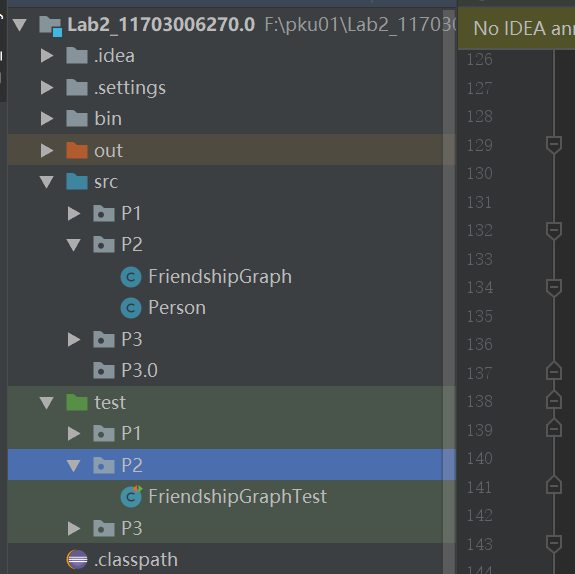 Lab2_11703006270.0 F:\pku01\Lab2_11703
No IDEA ann
.idea
.settings
bin
out
src
P1
P2
FriendshipGraph
Person
P3
P3.0
test
P1
P2
FriendshipGraphTest
P3
.classpath
126
127
128
129
130
131
132
133
134
135
136
137
138
139
140
141
142
143
144